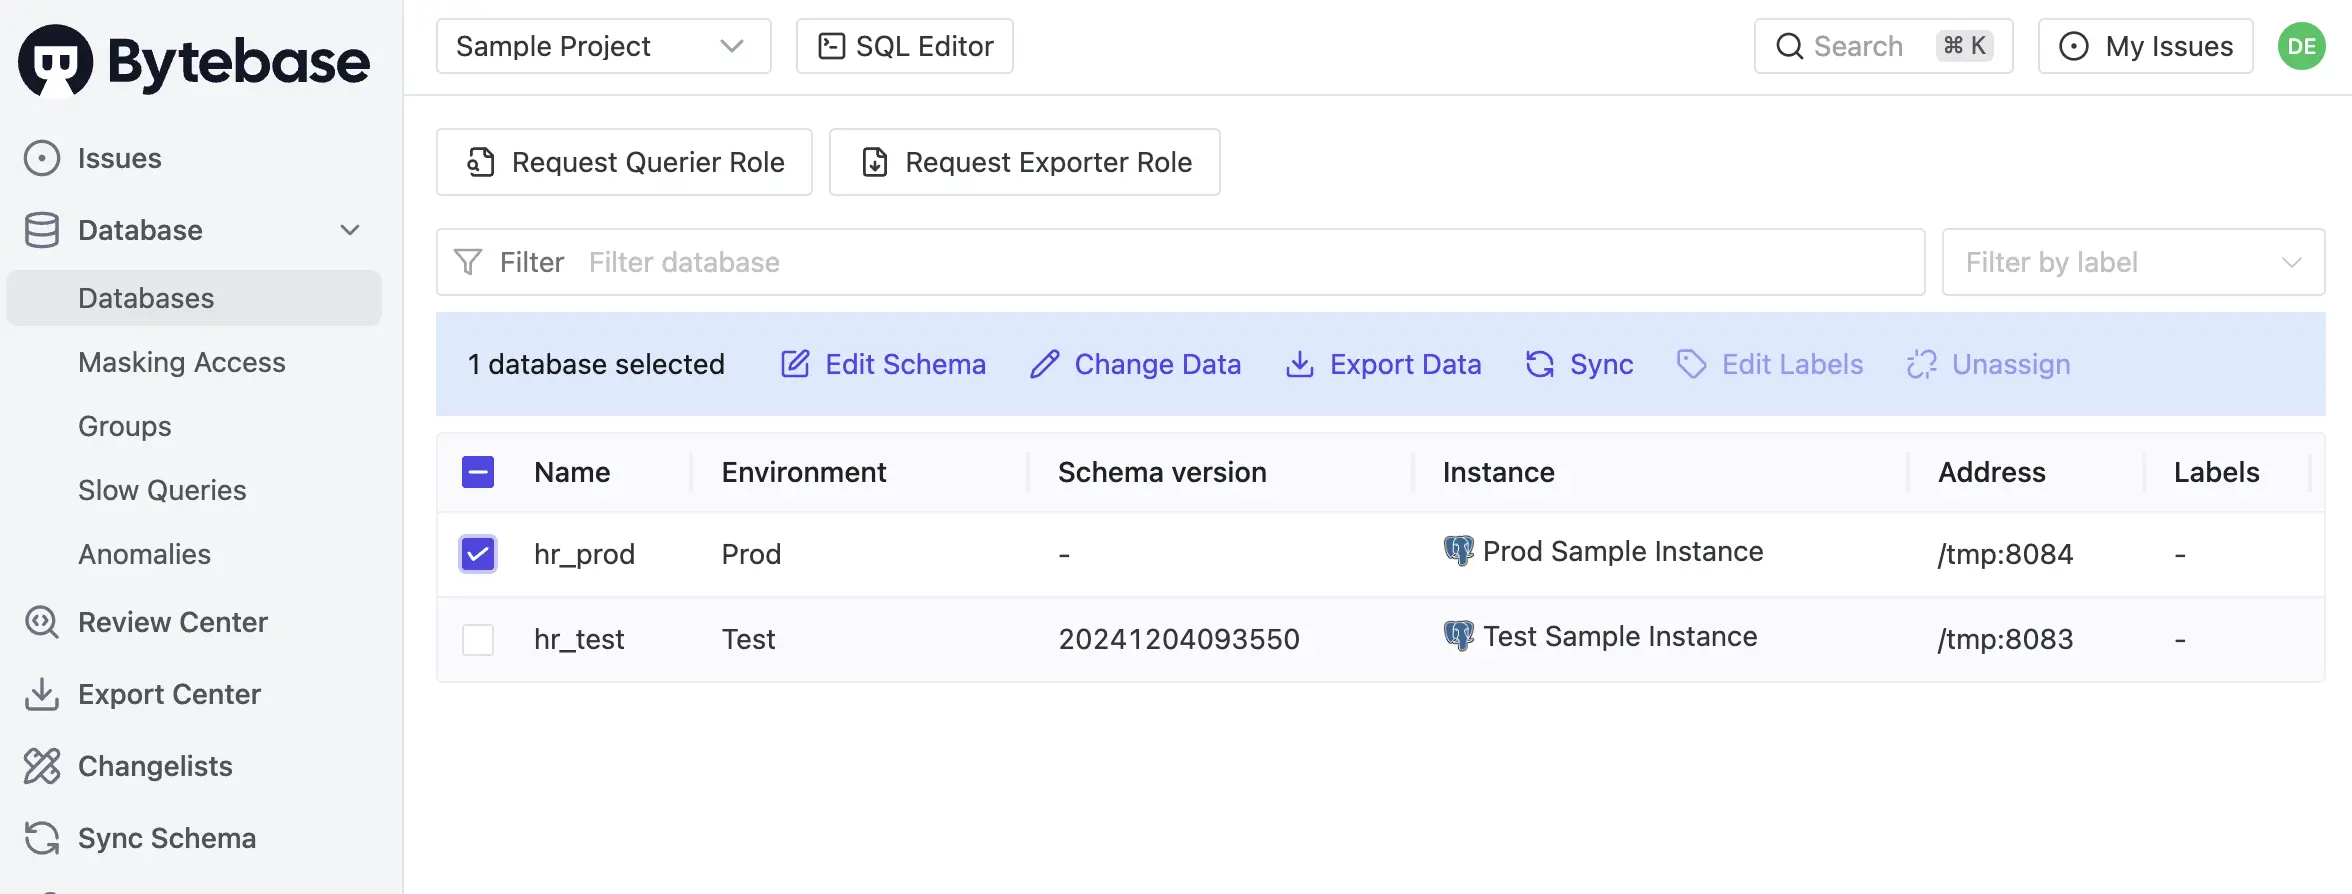 Bytebase
Sample Project
SQL Editor
Search ⌘ K
My Issues
DE
Issues
Database
Databases
Masking Access
Groups
Slow Queries
Anomalies
Review Center
Export Center
Changelists
Sync Schema
Request Querier Role
Request Exporter Role
Filter Filter database
Filter by label
1 database selected Edit Schema Change Data Export Data Sync Edit Labels Unassign
Name Environment Schema version Instance Address Labels
hr_prod Prod - Prod Sample Instance /tmp:8084 -
hr_test Test 20241204093550 Test Sample Instance /tmp:8083 -